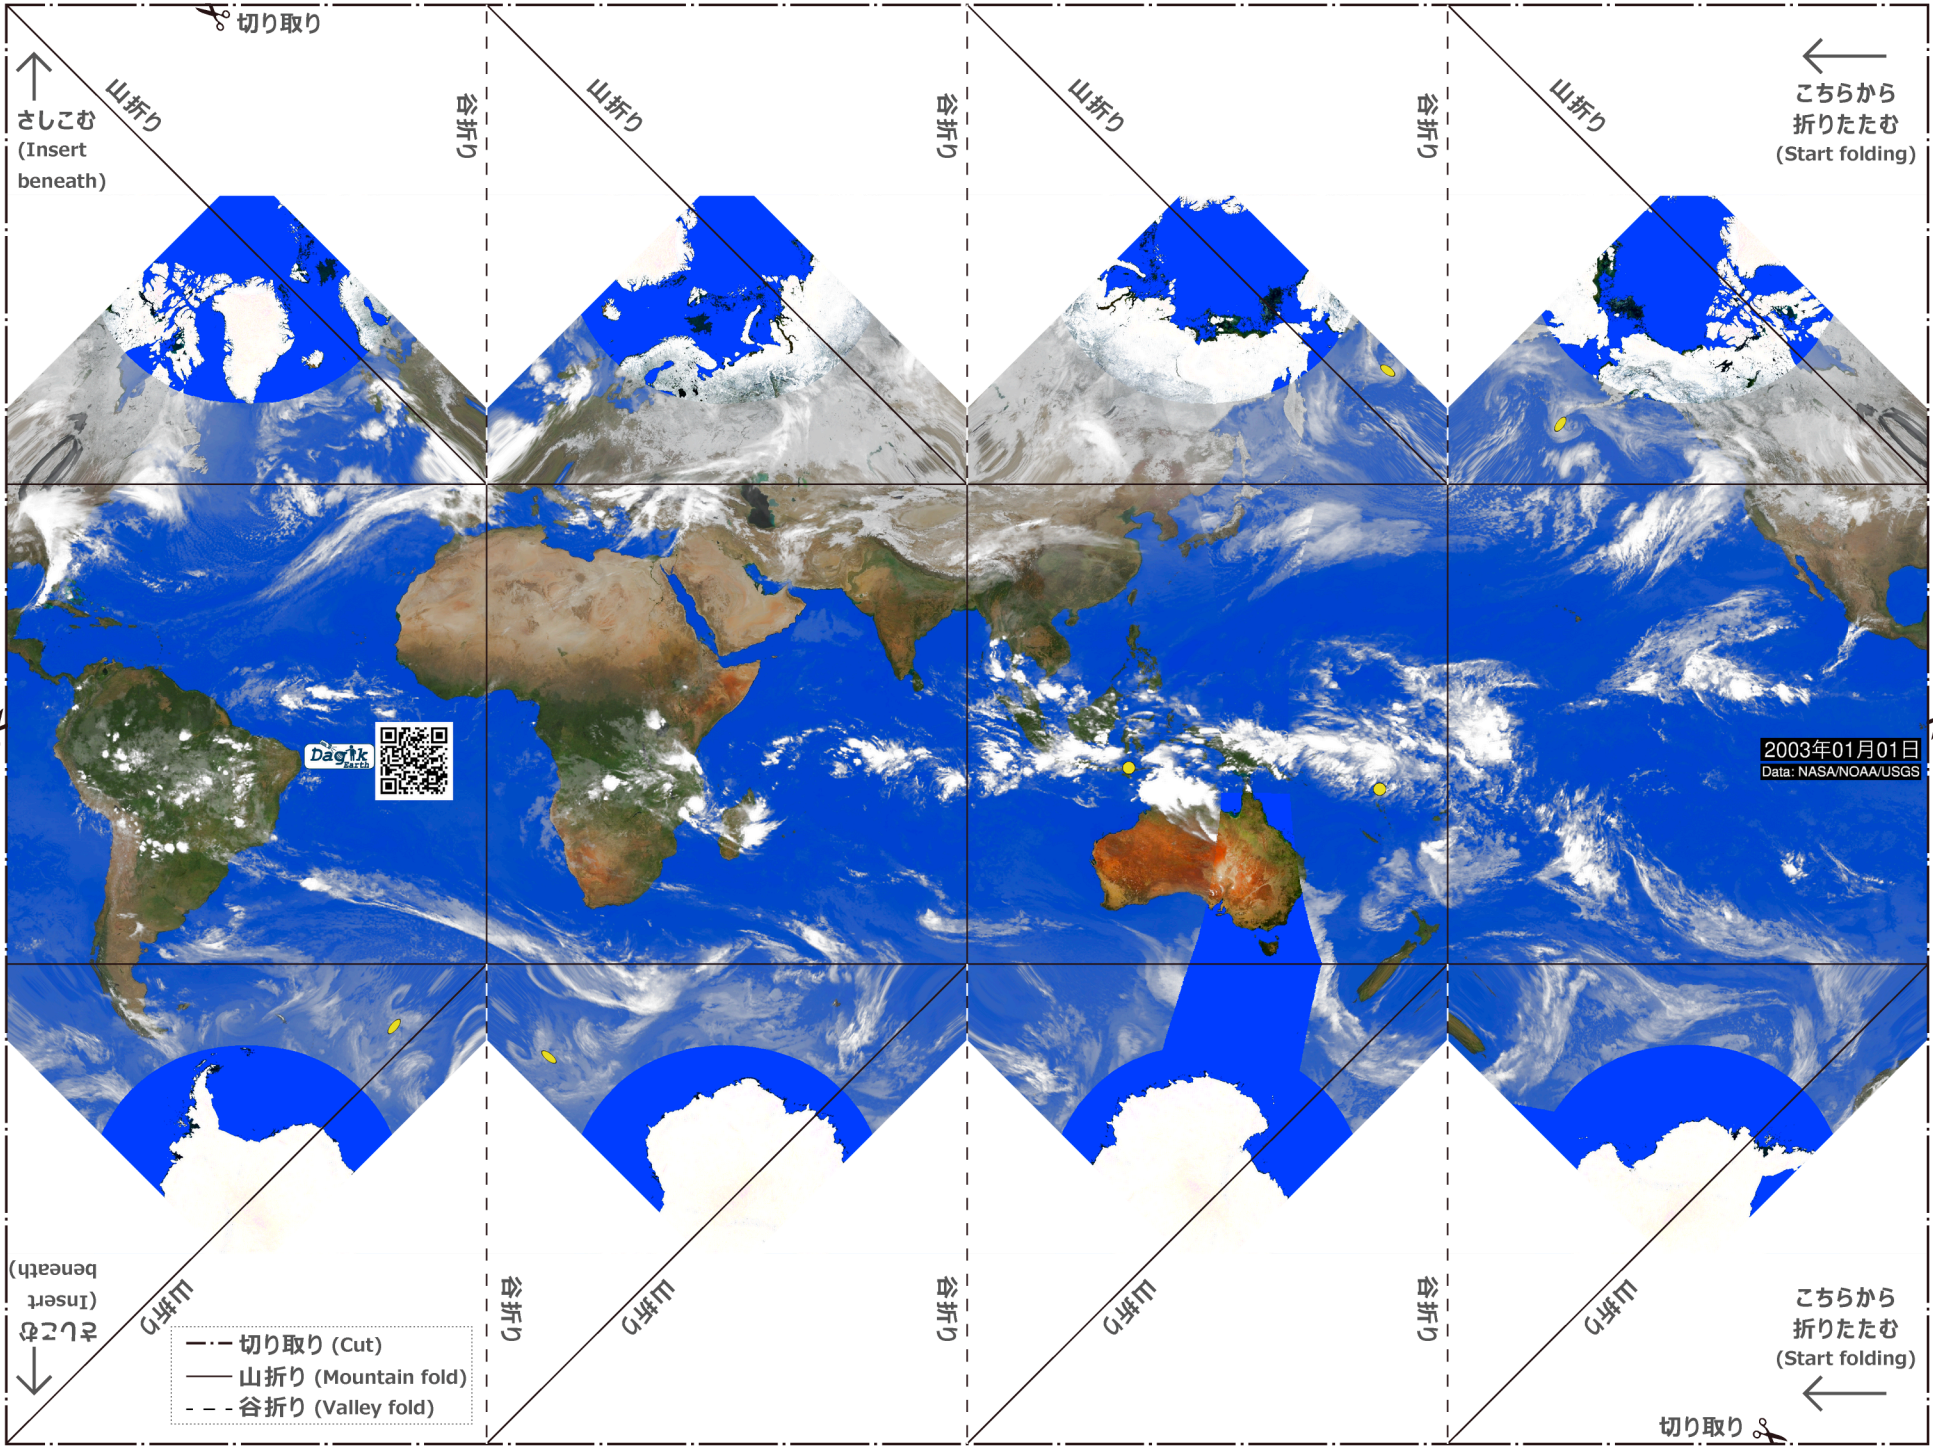 切り取り
山折り
谷折り
山折り
谷折り
山折り
谷折り
山折り
さしこむ
(Insert
beneath)
こちらから
折りたたむ
(Start folding)
Dagik
Earth
2003年01月01日
Data: NASA/NOAA/USGS
さしこむ
(Insert
beneath)
山折り
谷折り
山折り
谷折り
山折り
谷折り
山折り
こちらから
折りたたむ
(Start folding)
切り取り (Cut)
山折り (Mountain fold)
谷折り (Valley fold)
切り取り